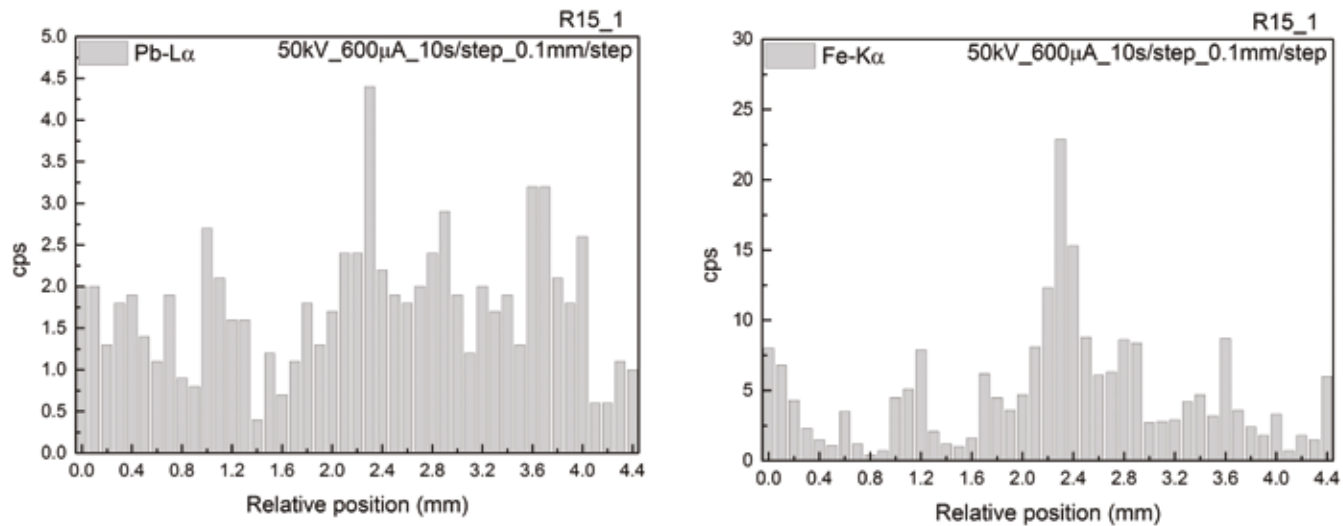 R15_1
Pb-Lα
50kV_600μA_10s/step_0.1mm/step
5.0
4.5
4.0
3.5
3.0
2.5
2.0
1.5
1.0
0.5
0.0
cps
0.0 0.4 0.8 1.2 1.6 2.0 2.4 2.8 3.2 3.6 4.0 4.4
Relative position (mm)
R15_1
Fe-Kα
50kV_600μA_10s/step_0.1mm/step
30
25
20
15
10
5
0
cps
0.0 0.4 0.8 1.2 1.6 2.0 2.4 2.8 3.2 3.6 4.0 4.4
Relative position (mm)